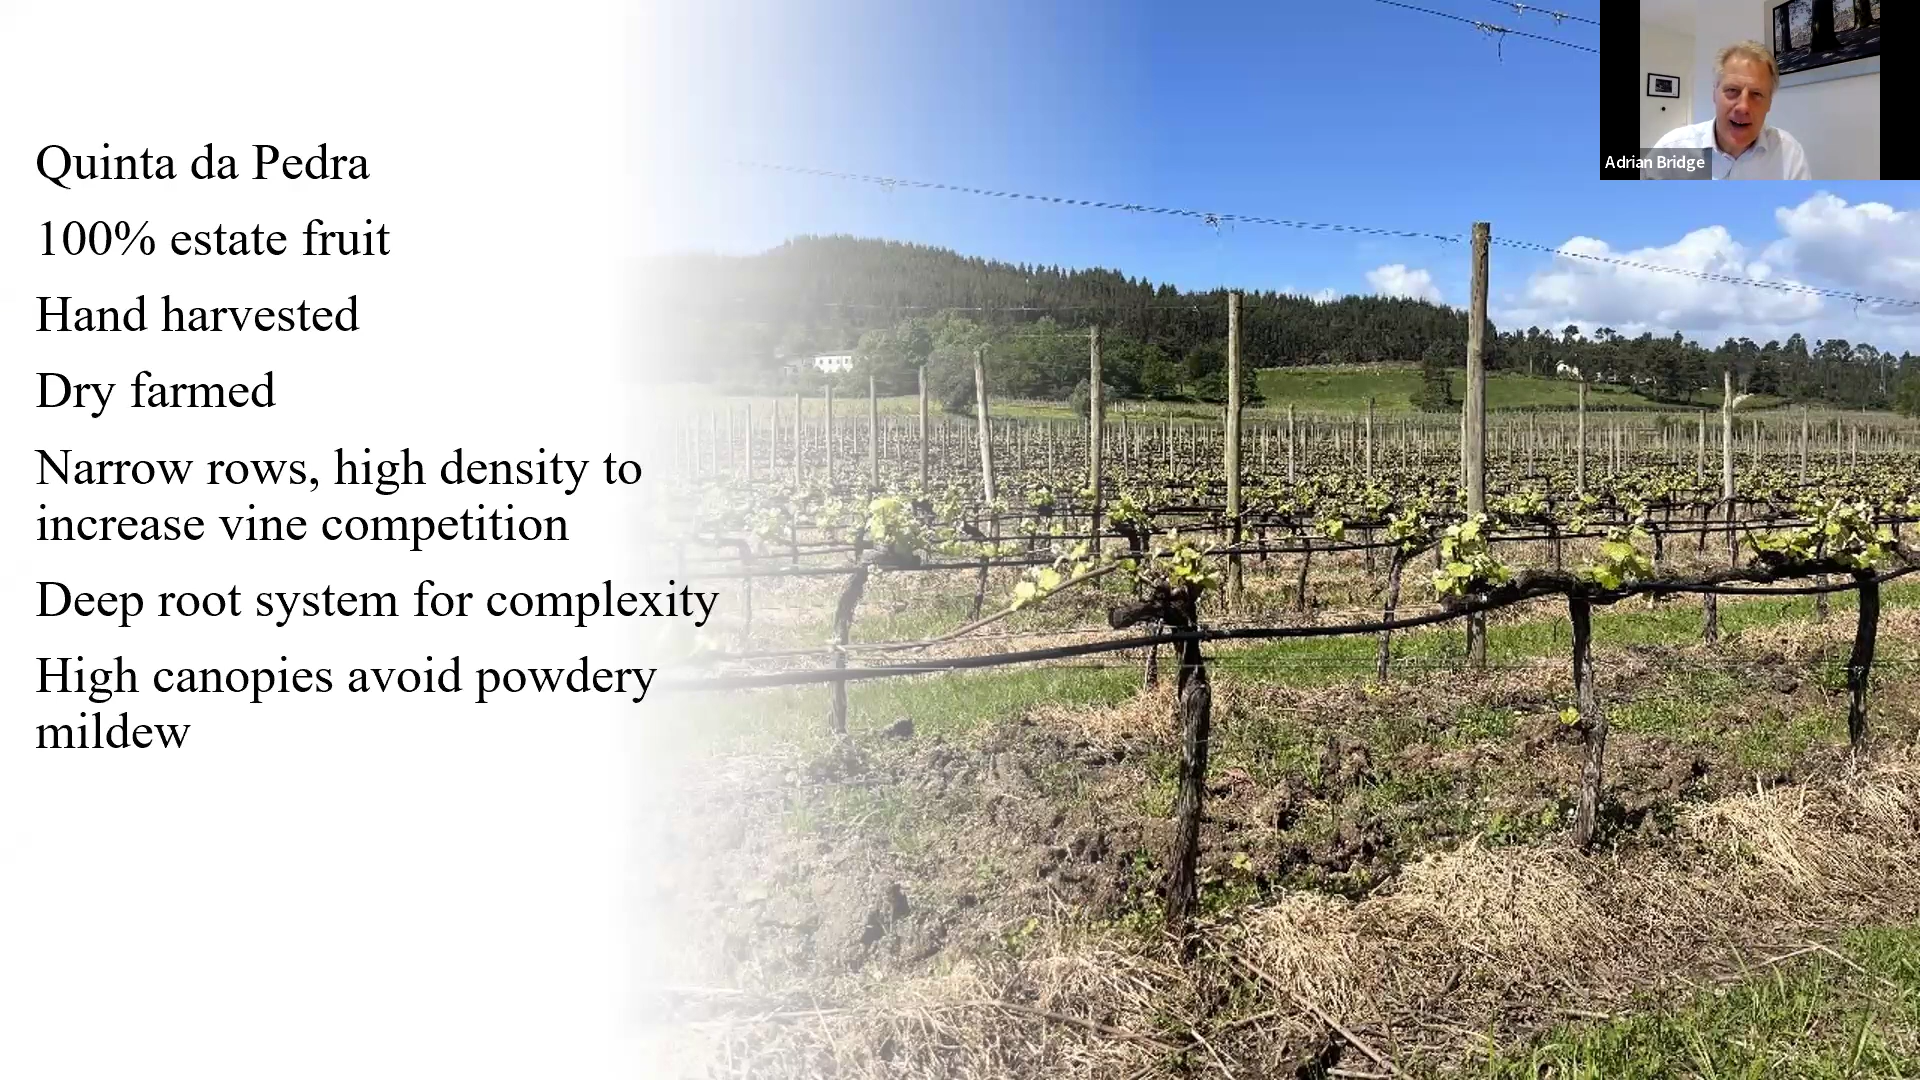 Quinta da Pedra
100% estate fruit
Hand harvested
Dry farmed
Narrow rows, high density to
increase vine competition
Deep root system for complexity
High canopies avoid powdery
mildew
Adrian Bridge